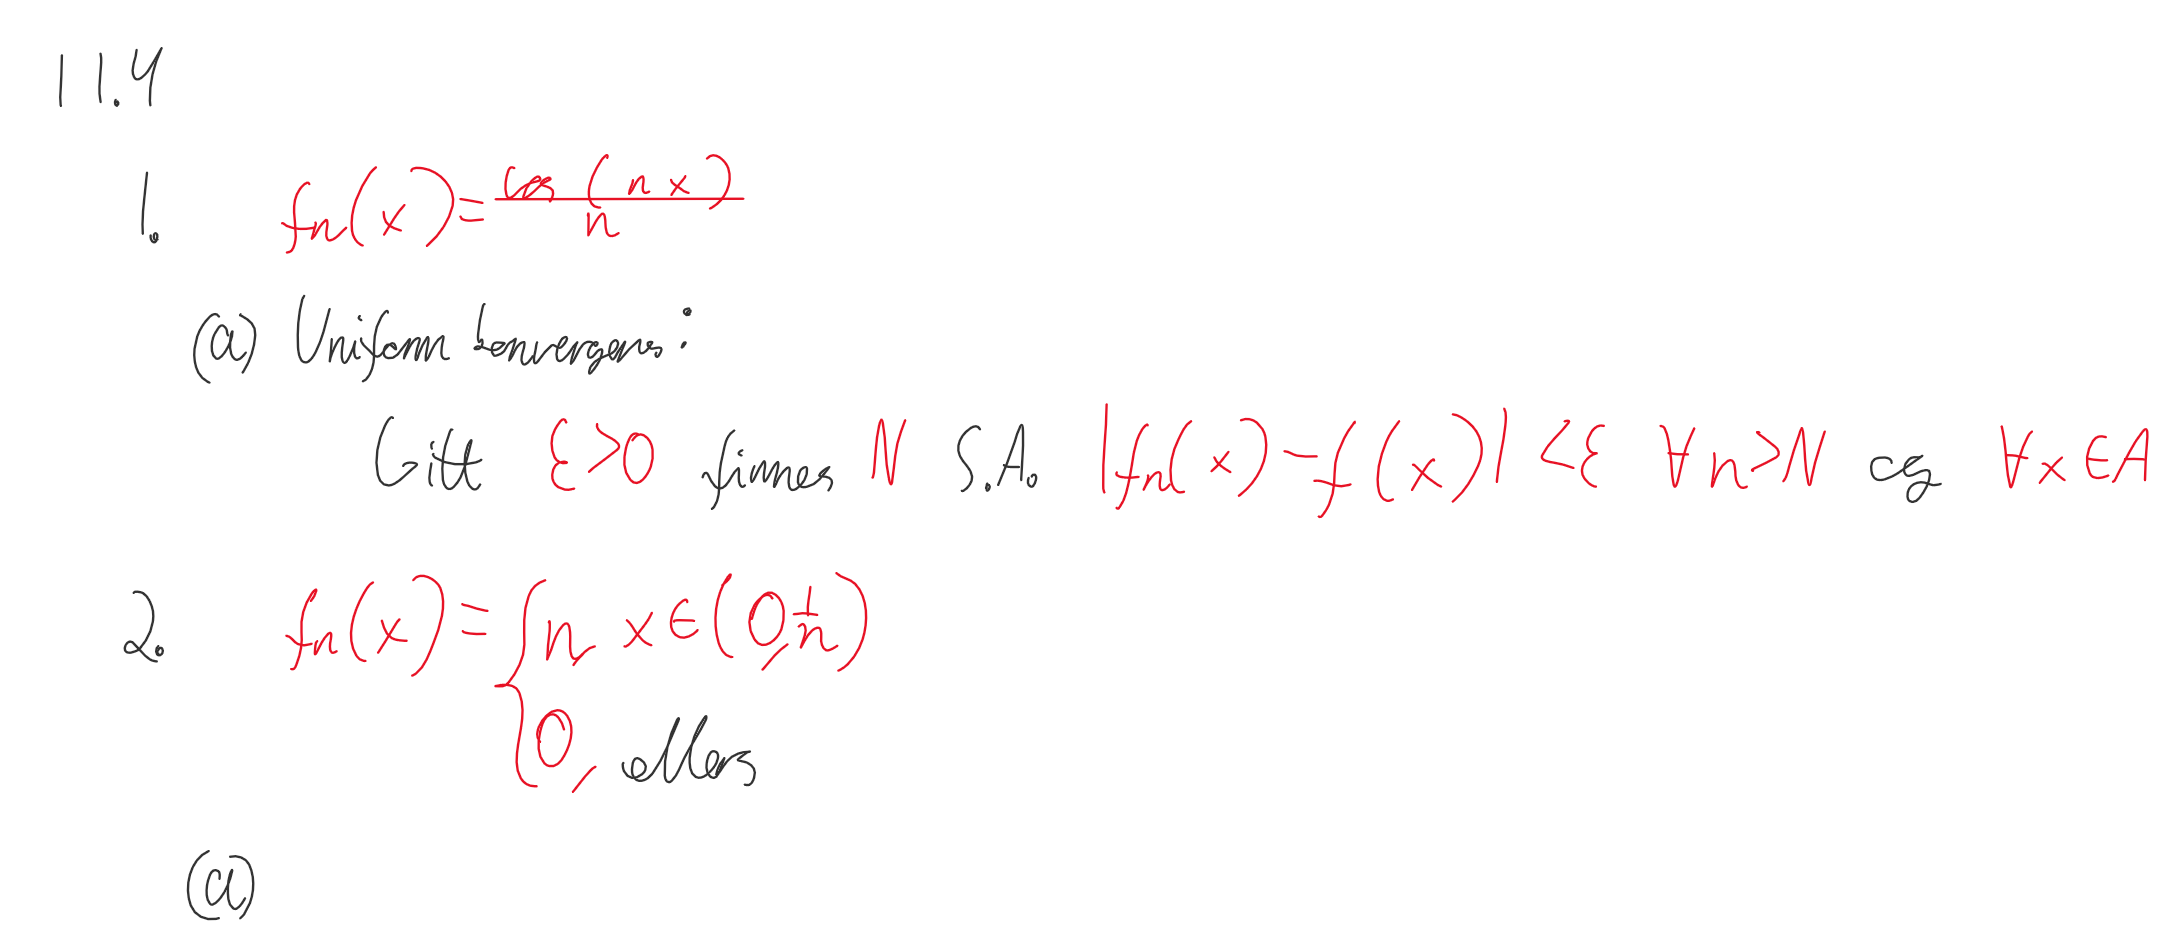 11.4
1. fn(x)=cos(nx)/n
(a) Uniform konvergens:
Gitt ε>0 finnes N S.A. |fn(x)-f(x)|<ε ∀n>N og ∀x∈A
2. fn(x)={n, x∈(0,1/n)
0, ellers
(a)